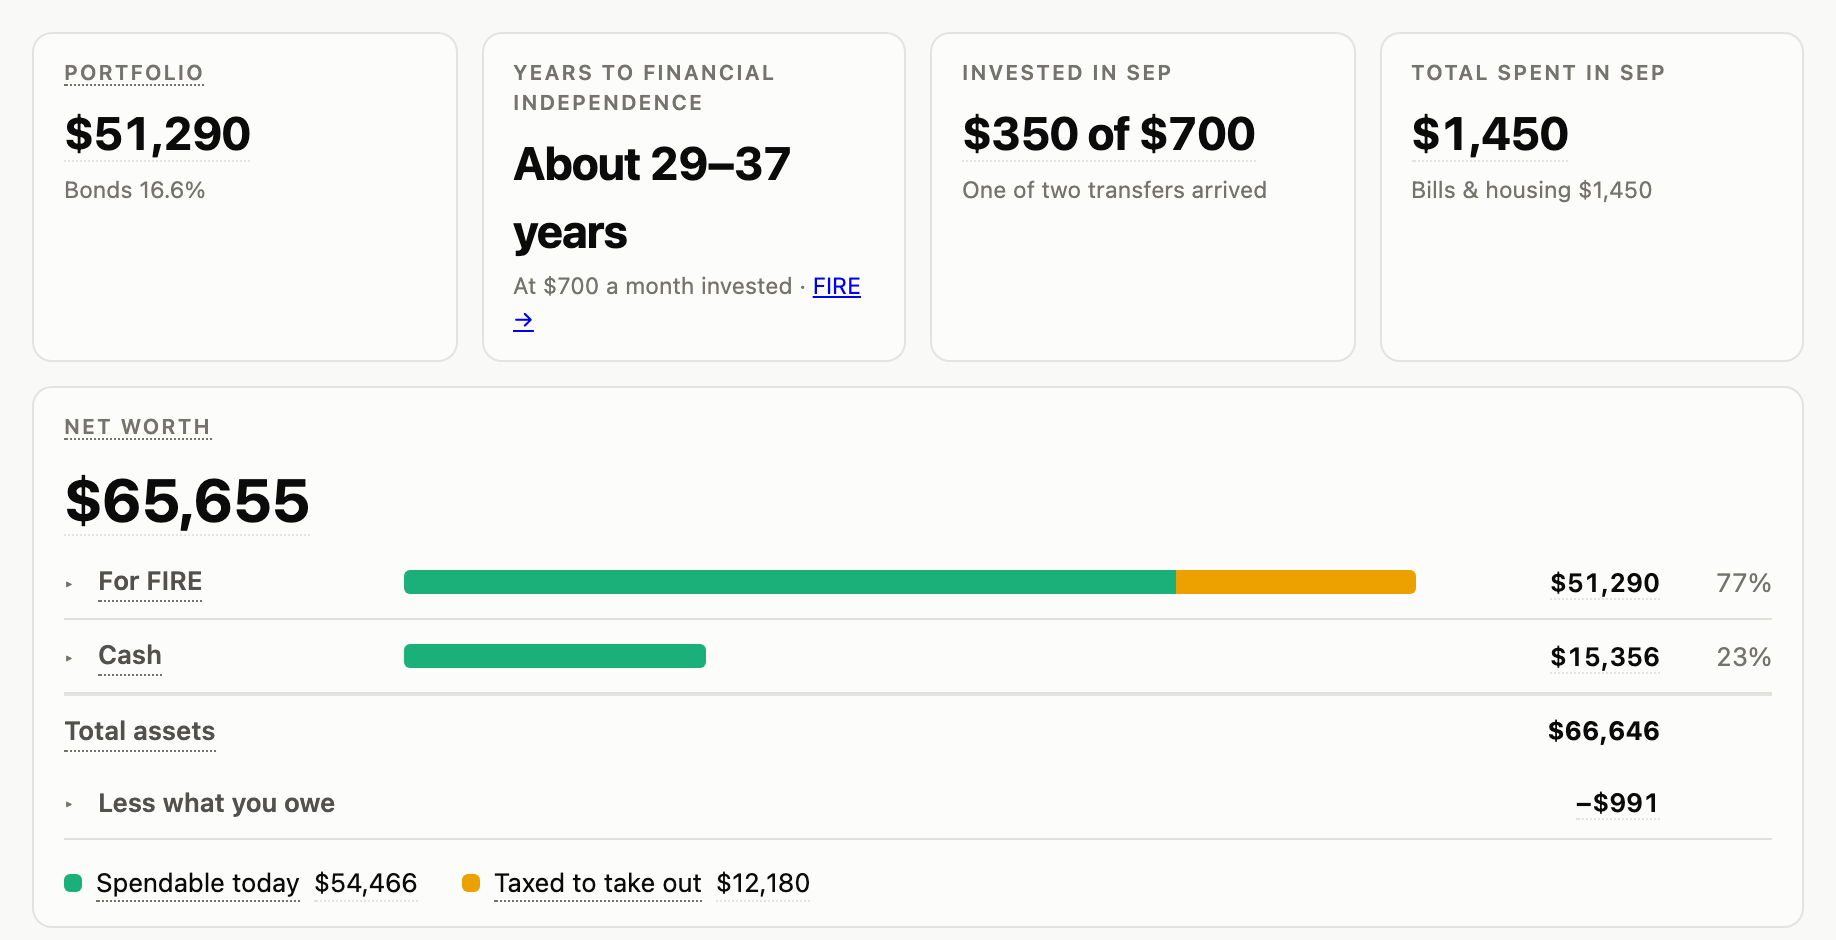 PORTFOLIO
$51,290
Bonds 16.6%
YEARS TO FINANCIAL
INDEPENDENCE
About 29–37
years
At $700 a month invested · FIRE
→
INVESTED IN SEP
$350 of $700
One of two transfers arrived
TOTAL SPENT IN SEP
$1,450
Bills & housing $1,450
NET WORTH
$65,655
▸ For FIRE $51,290 77%
▸ Cash $15,356 23%
Total assets $66,646
▸ Less what you owe –$991
Spendable today $54,466 Taxed to take out $12,180